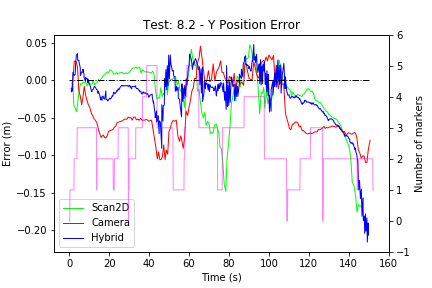 Test: 8.2 - Y Position Error
0.05
0.00
−0.05
−0.10
−0.15
−0.20
Error (m)
6
5
4
3
2
1
0
−1
Number of markers
Scan2D
Camera
Hybrid
0 20 40 60 80 100 120 140 160
Time (s)